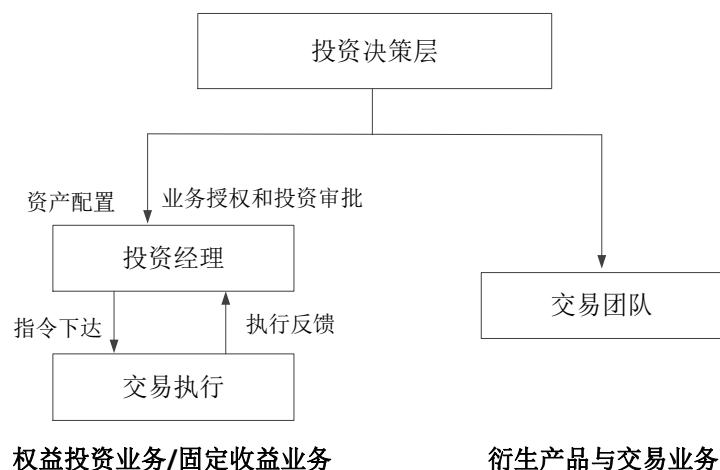 投资决策层
资产配置
业务授权和投资审批
投资经理
交易团队
指令下达
执行反馈
交易执行
权益投资业务/固定收益业务
衍生产品与交易业务